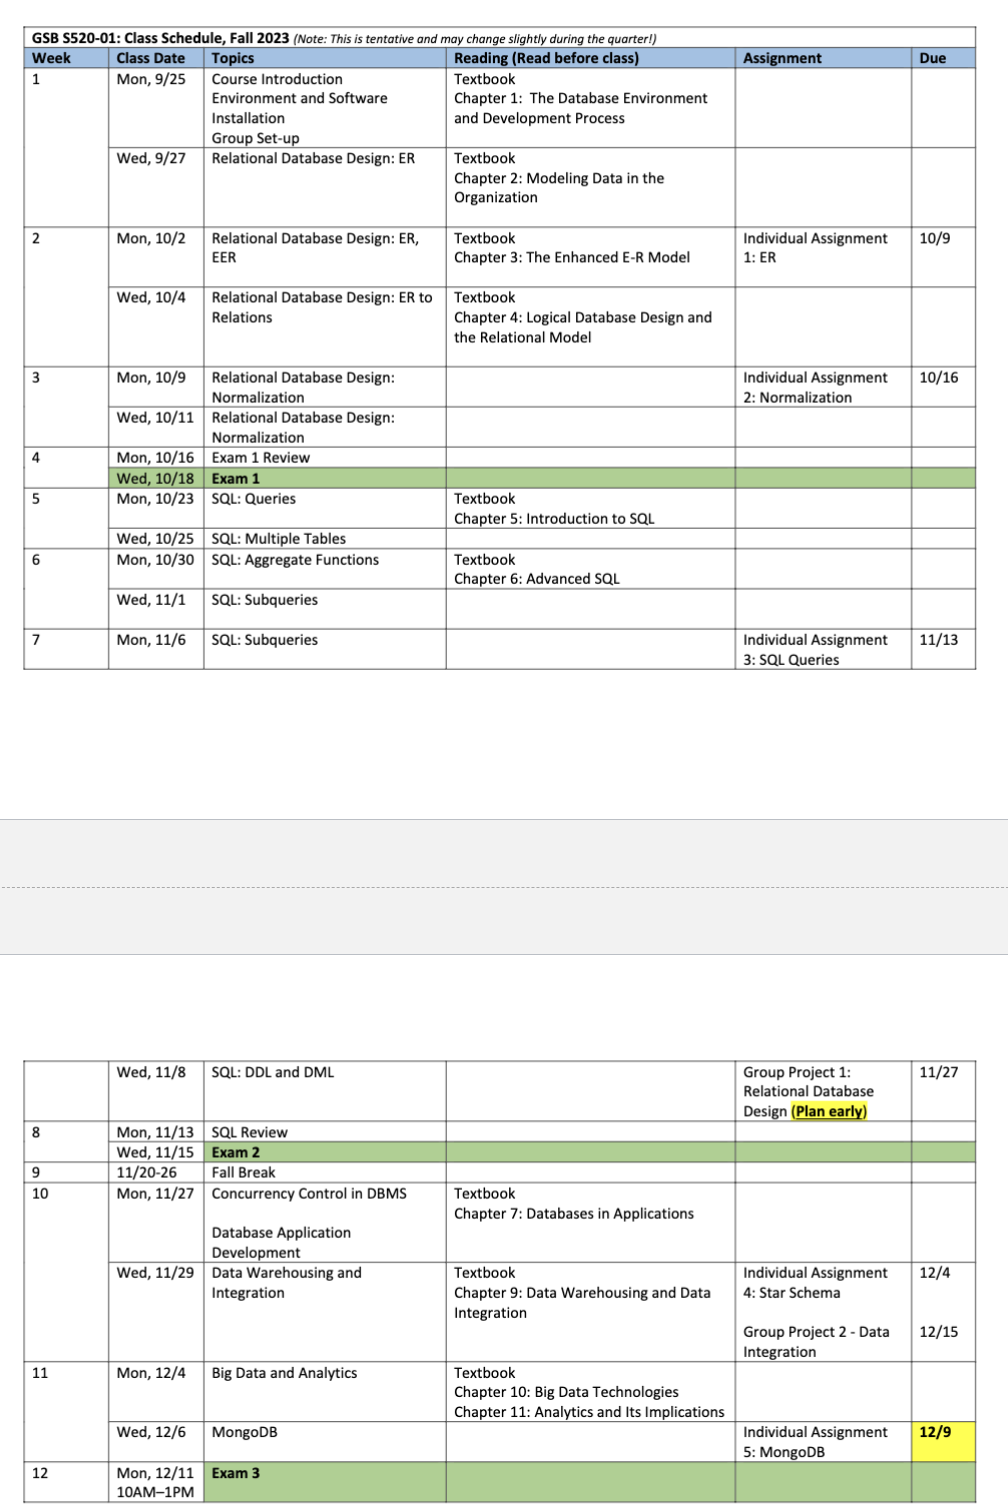 GSB S520-01: Class Schedule, Fall 2023 (Note: This is tentative and may change slightly during the quarter!)
Week Class Date Topics Reading (Read before class) Assignment Due
1 Mon, 9/25 Course Introduction Textbook
Environment and Software Chapter 1: The Database Environment
Installation and Development Process
Group Set-up
Wed, 9/27 Relational Database Design: ER Textbook
Chapter 2: Modeling Data in the
Organization
2 Mon, 10/2 Relational Database Design: ER, Textbook Individual Assignment 10/9
EER Chapter 3: The Enhanced E-R Model 1: ER
Wed, 10/4 Relational Database Design: ER to Textbook
Relations Chapter 4: Logical Database Design and
the Relational Model
3 Mon, 10/9 Relational Database Design: Individual Assignment 10/16
Normalization 2: Normalization
Wed, 10/11 Relational Database Design:
Normalization
4 Mon, 10/16 Exam 1 Review
Wed, 10/18 Exam 1
5 Mon, 10/23 SQL: Queries Textbook
Chapter 5: Introduction to SQL
Wed, 10/25 SQL: Multiple Tables
6 Mon, 10/30 SQL: Aggregate Functions Textbook
Chapter 6: Advanced SQL
Wed, 11/1 SQL: Subqueries
7 Mon, 11/6 SQL: Subqueries Individual Assignment 11/13
3: SQL Queries
Wed, 11/8 SQL: DDL and DML Group Project 1: 11/27
Relational Database
Design (Plan early)
8 Mon, 11/13 SQL Review
Wed, 11/15 Exam 2
9 11/20-26 Fall Break
10 Mon, 11/27 Concurrency Control in DBMS Textbook
Chapter 7: Databases in Applications
Database Application
Development
Wed, 11/29 Data Warehousing and Textbook Individual Assignment 12/4
Integration Chapter 9: Data Warehousing and Data 4: Star Schema
Integration
Group Project 2 - Data 12/15
Integration
11 Mon, 12/4 Big Data and Analytics Textbook
Chapter 10: Big Data Technologies
Chapter 11: Analytics and Its Implications
Wed, 12/6 MongoDB Individual Assignment 12/9
5: MongoDB
12 Mon, 12/11 Exam 3
10AM–1PM